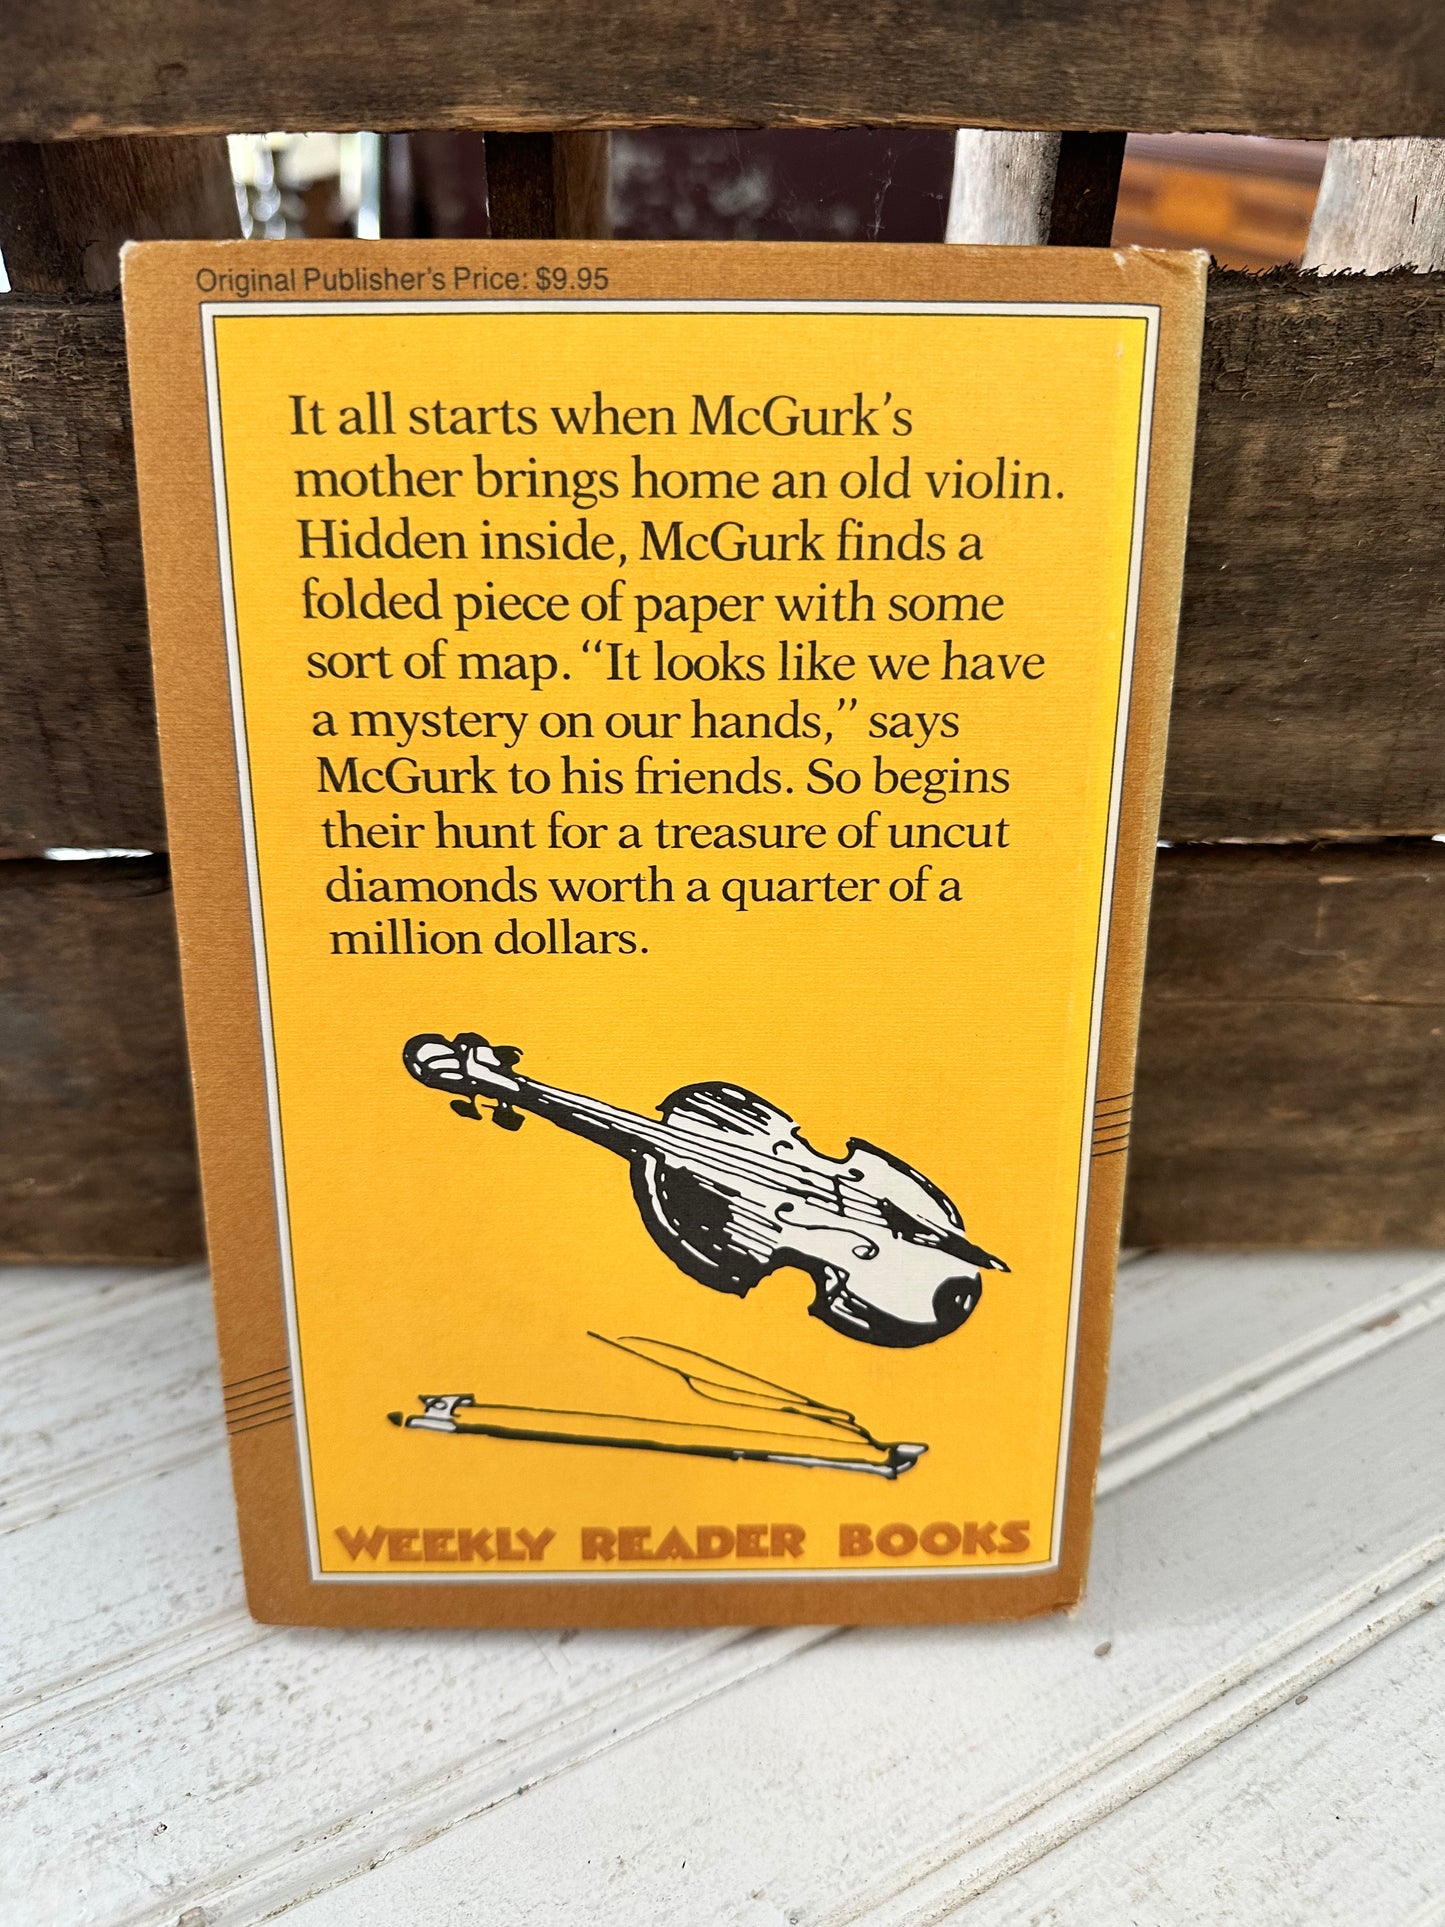 Original Publisher's Price: $9.95
It all starts when McGurk's
mother brings home an old violin.
Hidden inside, McGurk finds a
folded piece of paper with some
sort of map. “It looks like we have
a mystery on our hands,” says
McGurk to his friends. So begins
their hunt for a treasure of uncut
diamonds worth a quarter of a
million dollars.
WEEKLY READER BOOKS